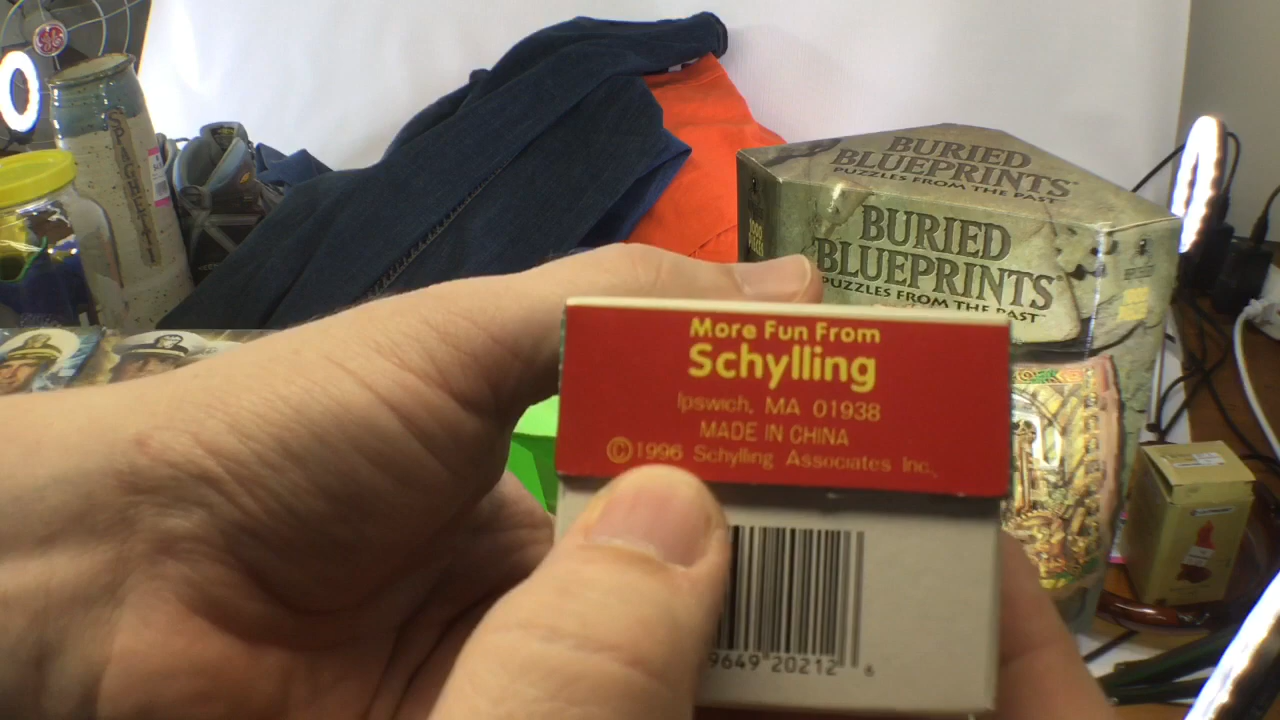 SPAGHETTI
BURIED
BLUEPRINTS
PUZZLES FROM THE PAST
BURIED
BLUEPRINTS
PUZZLES FROM THE PAST
More Fun From
Schylling
Ipswich, MA 01938
MADE IN CHINA
©1996 Schylling Associates Inc.
9649 20212 6